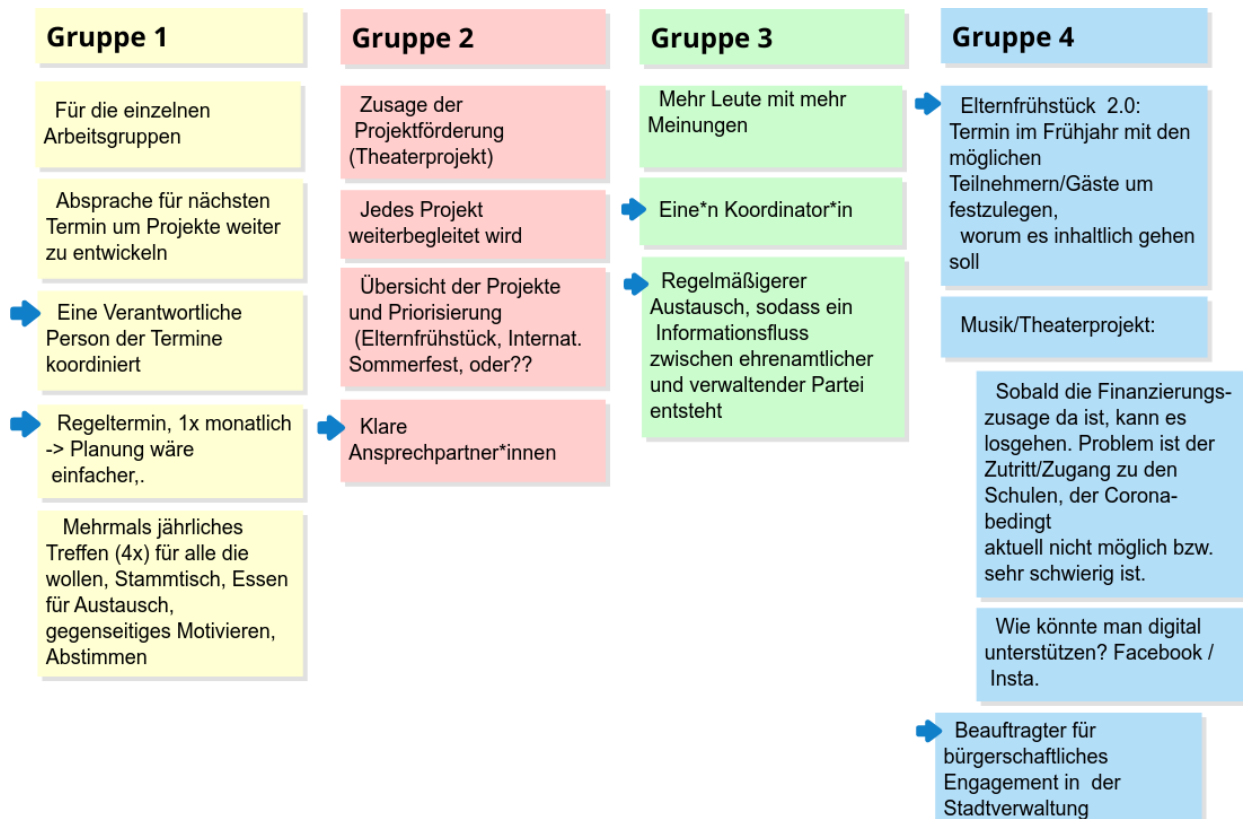 Gruppe 1
Für die einzelnen
Arbeitsgruppen
Absprache für nächsten
Termin um Projekte weiter
zu entwickeln
Eine Verantwortliche
Person der Termine
koordiniert
Regeltermin, 1x monatlich
-> Planung wäre
einfacher,.
Mehrmals jährliches
Treffen (4x) für alle die
wollen, Stammtisch, Essen
für Austausch,
gegenseitiges Motivieren,
Abstimmen
Gruppe 2
Zusage der
Projektförderung
(Theaterprojekt)
Jedes Projekt
weiterbegleitet wird
Übersicht der Projekte
und Priorisierung
(Elternfrühstück, Internat.
Sommerfest, oder??
Klare
Ansprechpartner*innen
Gruppe 3
Mehr Leute mit mehr
Meinungen
Eine*n Koordinator*in
Regelmäßigerer
Austausch, sodass ein
Informationsfluss
zwischen ehrenamtlicher
und verwaltender Partei
entsteht
Gruppe 4
Elternfrühstück 2.0:
Termin im Frühjahr mit den
möglichen
Teilnehmern/Gäste um
festzulegen,
worum es inhaltlich gehen
soll
Musik/Theaterprojekt:
Sobald die Finanzierungs-
zusage da ist, kann es
losgehen. Problem ist der
Zutritt/Zugang zu den
Schulen, der Corona-
bedingt
aktuell nicht möglich bzw.
sehr schwierig ist.
Wie könnte man digital
unterstützen? Facebook /
Insta.
Beauftragter für
bürgerschaftliches
Engagement in der
Stadtverwaltung